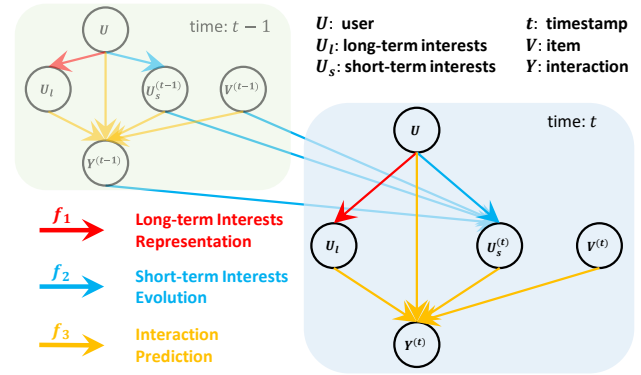 time: t − 1
U
U_l
U_s^(t−1)
V^(t−1)
Y^(t−1)
U: user
t: timestamp
U_l: long-term interests
V: item
U_s: short-term interests
Y: interaction
time: t
U
U_l
U_s^(t)
V^(t)
Y^(t)
f_1
Long-term Interests
Representation
f_2
Short-term Interests
Evolution
f_3
Interaction
Prediction